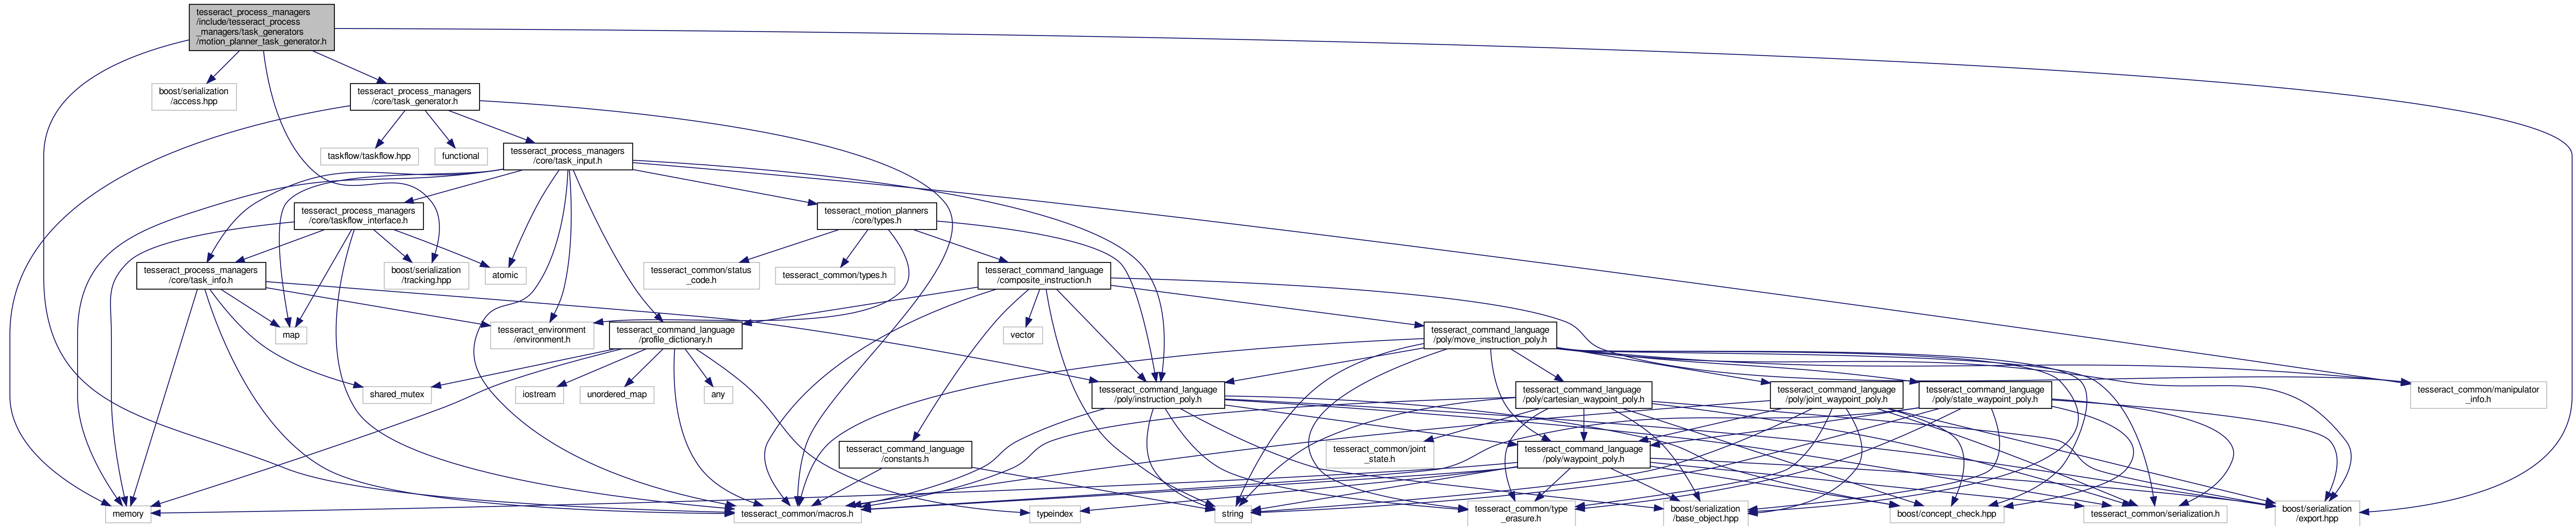 tesseract_process_managers
/include/tesseract_process
_managers/task_generators
/motion_planner_task_generator.h
boost/serialization
/access.hpp
tesseract_process_managers
/core/task_generator.h
taskflow/taskflow.hpp
functional
tesseract_process_managers
/core/task_input.h
tesseract_process_managers
/core/taskflow_interface.h
tesseract_motion_planners
/core/types.h
tesseract_process_managers
/core/task_info.h
boost/serialization
/tracking.hpp
atomic
tesseract_common/status
_code.h
tesseract_common/types.h
tesseract_command_language
/composite_instruction.h
map
tesseract_environment
/environment.h
tesseract_command_language
/profile_dictionary.h
vector
tesseract_command_language
/poly/move_instruction_poly.h
shared_mutex
iostream
unordered_map
any
tesseract_command_language
/poly/instruction_poly.h
tesseract_command_language
/poly/cartesian_waypoint_poly.h
tesseract_command_language
/poly/joint_waypoint_poly.h
tesseract_command_language
/poly/state_waypoint_poly.h
tesseract_common/manipulator
_info.h
tesseract_command_language
/constants.h
tesseract_common/joint
_state.h
tesseract_command_language
/poly/waypoint_poly.h
memory
tesseract_common/macros.h
typeindex
string
tesseract_common/type
_erasure.h
boost/serialization
/base_object.hpp
boost/concept_check.hpp
tesseract_common/serialization.h
boost/serialization
/export.hpp